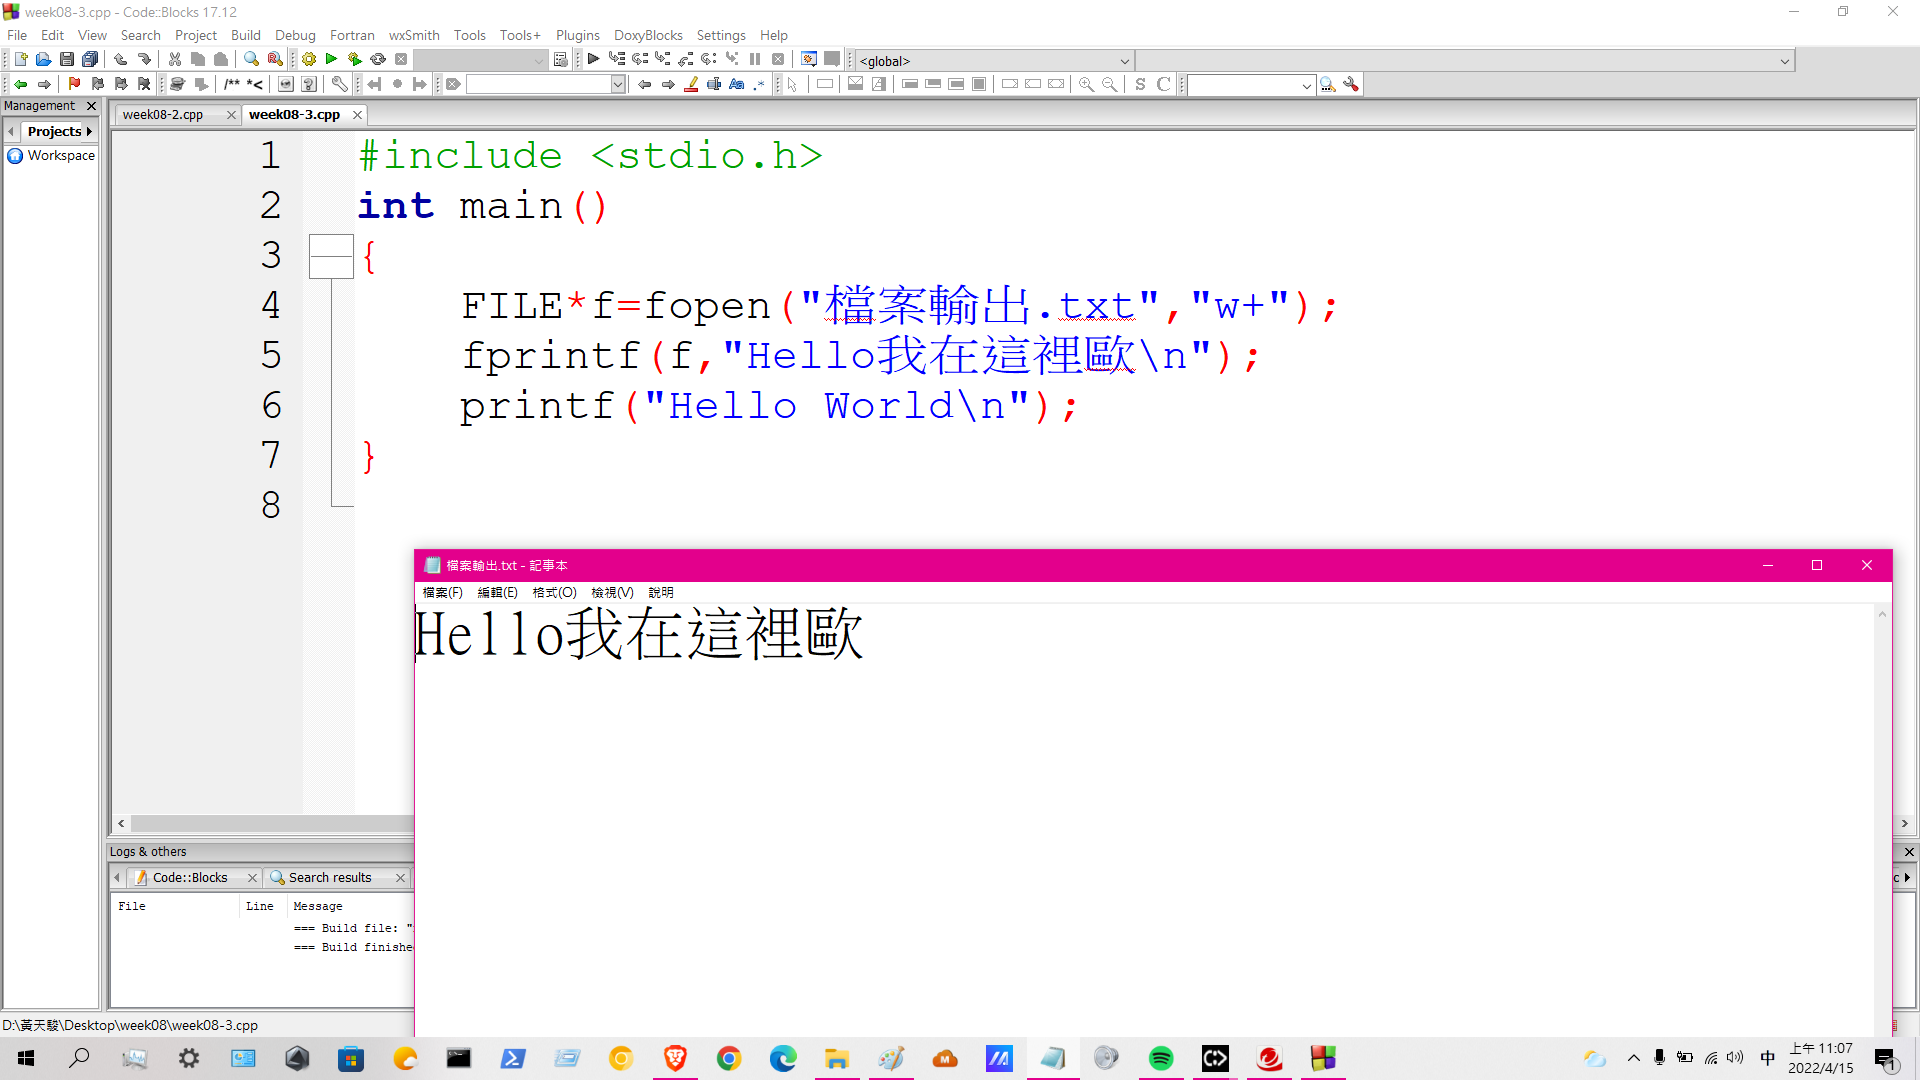 week08-3.cpp - Code::Blocks 17.12
File Edit View Search Project Build Debug Fortran wxSmith Tools Tools+ Plugins DoxyBlocks Settings Help
<global>
/** *<
Management
week08-2.cpp week08-3.cpp
Projects
Workspace
1 #include <stdio.h>
2 int main()
3 {
4 FILE*f=fopen("檔案輸出.txt","w+");
5 fprintf(f,"Hello我在這裡歐\n");
6 printf("Hello World\n");
7 }
8
檔案輸出.txt - 記事本
檔案(F) 編輯(E) 格式(O) 檢視(V) 說明
Hello我在這裡歐
Logs & others
Code::Blocks Search results
File Line Message
=== Build file: "
=== Build finishe
D:\黃天駿\Desktop\week08\week08-3.cpp
中
上午 11:07
2022/4/15